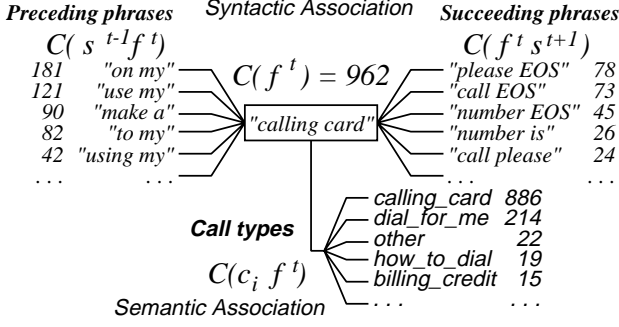 Syntactic Association
Preceding phrases
Succeeding phrases
C( s t-1 f t )
C( f t s t+1 )
C( f t ) = 962
181 "on my"
121 "use my"
90 "make a"
82 "to my"
42 "using my"
. . . . . .
"calling card"
"please EOS" 78
"call EOS" 73
"number EOS" 45
"number is" 26
"call please" 24
. . . . . .
Call types
C(c i f t )
calling_card 886
dial_for_me 214
other 22
how_to_dial 19
billing_credit 15
. . . . . .
Semantic Association